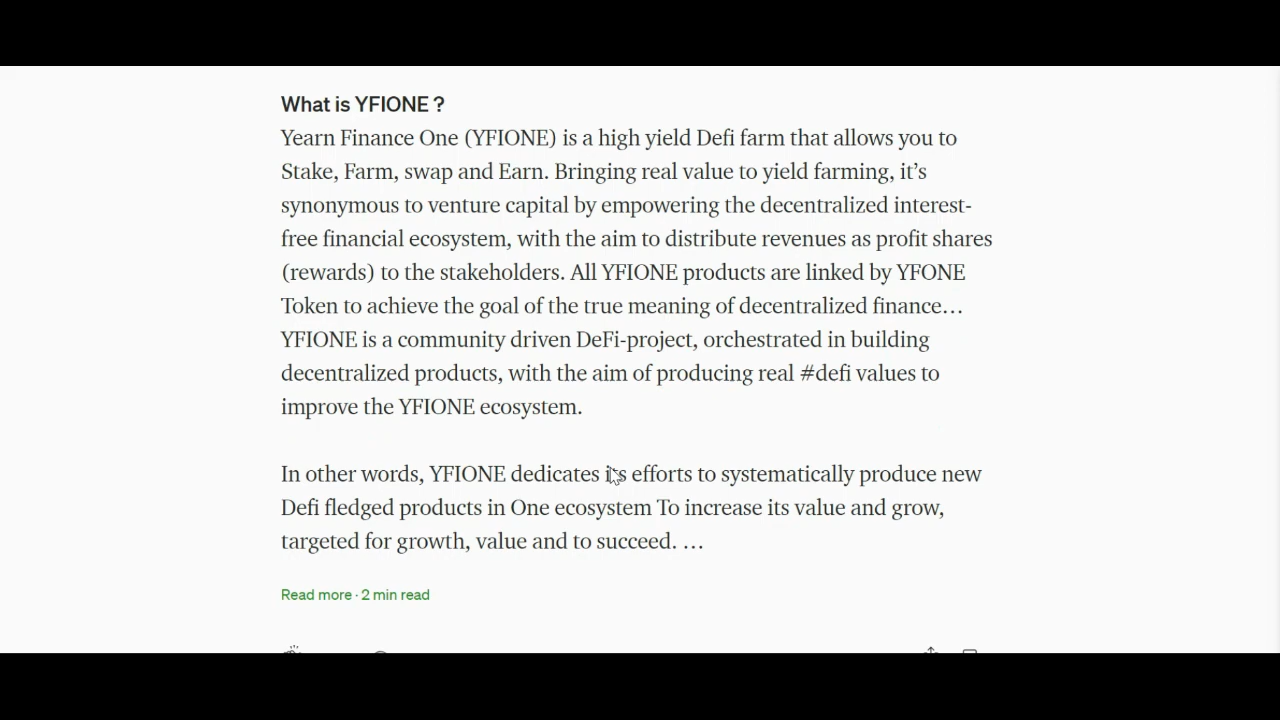 What is YFIONE ?
Yearn Finance One (YFIONE) is a high yield Defi farm that allows you to
Stake, Farm, swap and Earn. Bringing real value to yield farming, it’s
synonymous to venture capital by empowering the decentralized interest-
free financial ecosystem, with the aim to distribute revenues as profit shares
(rewards) to the stakeholders. All YFIONE products are linked by YFONE
Token to achieve the goal of the true meaning of decentralized finance…
YFIONE is a community driven DeFi-project, orchestrated in building
decentralized products, with the aim of producing real #defi values to
improve the YFIONE ecosystem.
In other words, YFIONE dedicates its efforts to systematically produce new
Defi fledged products in One ecosystem To increase its value and grow,
targeted for growth, value and to succeed. …
Read more · 2 min read